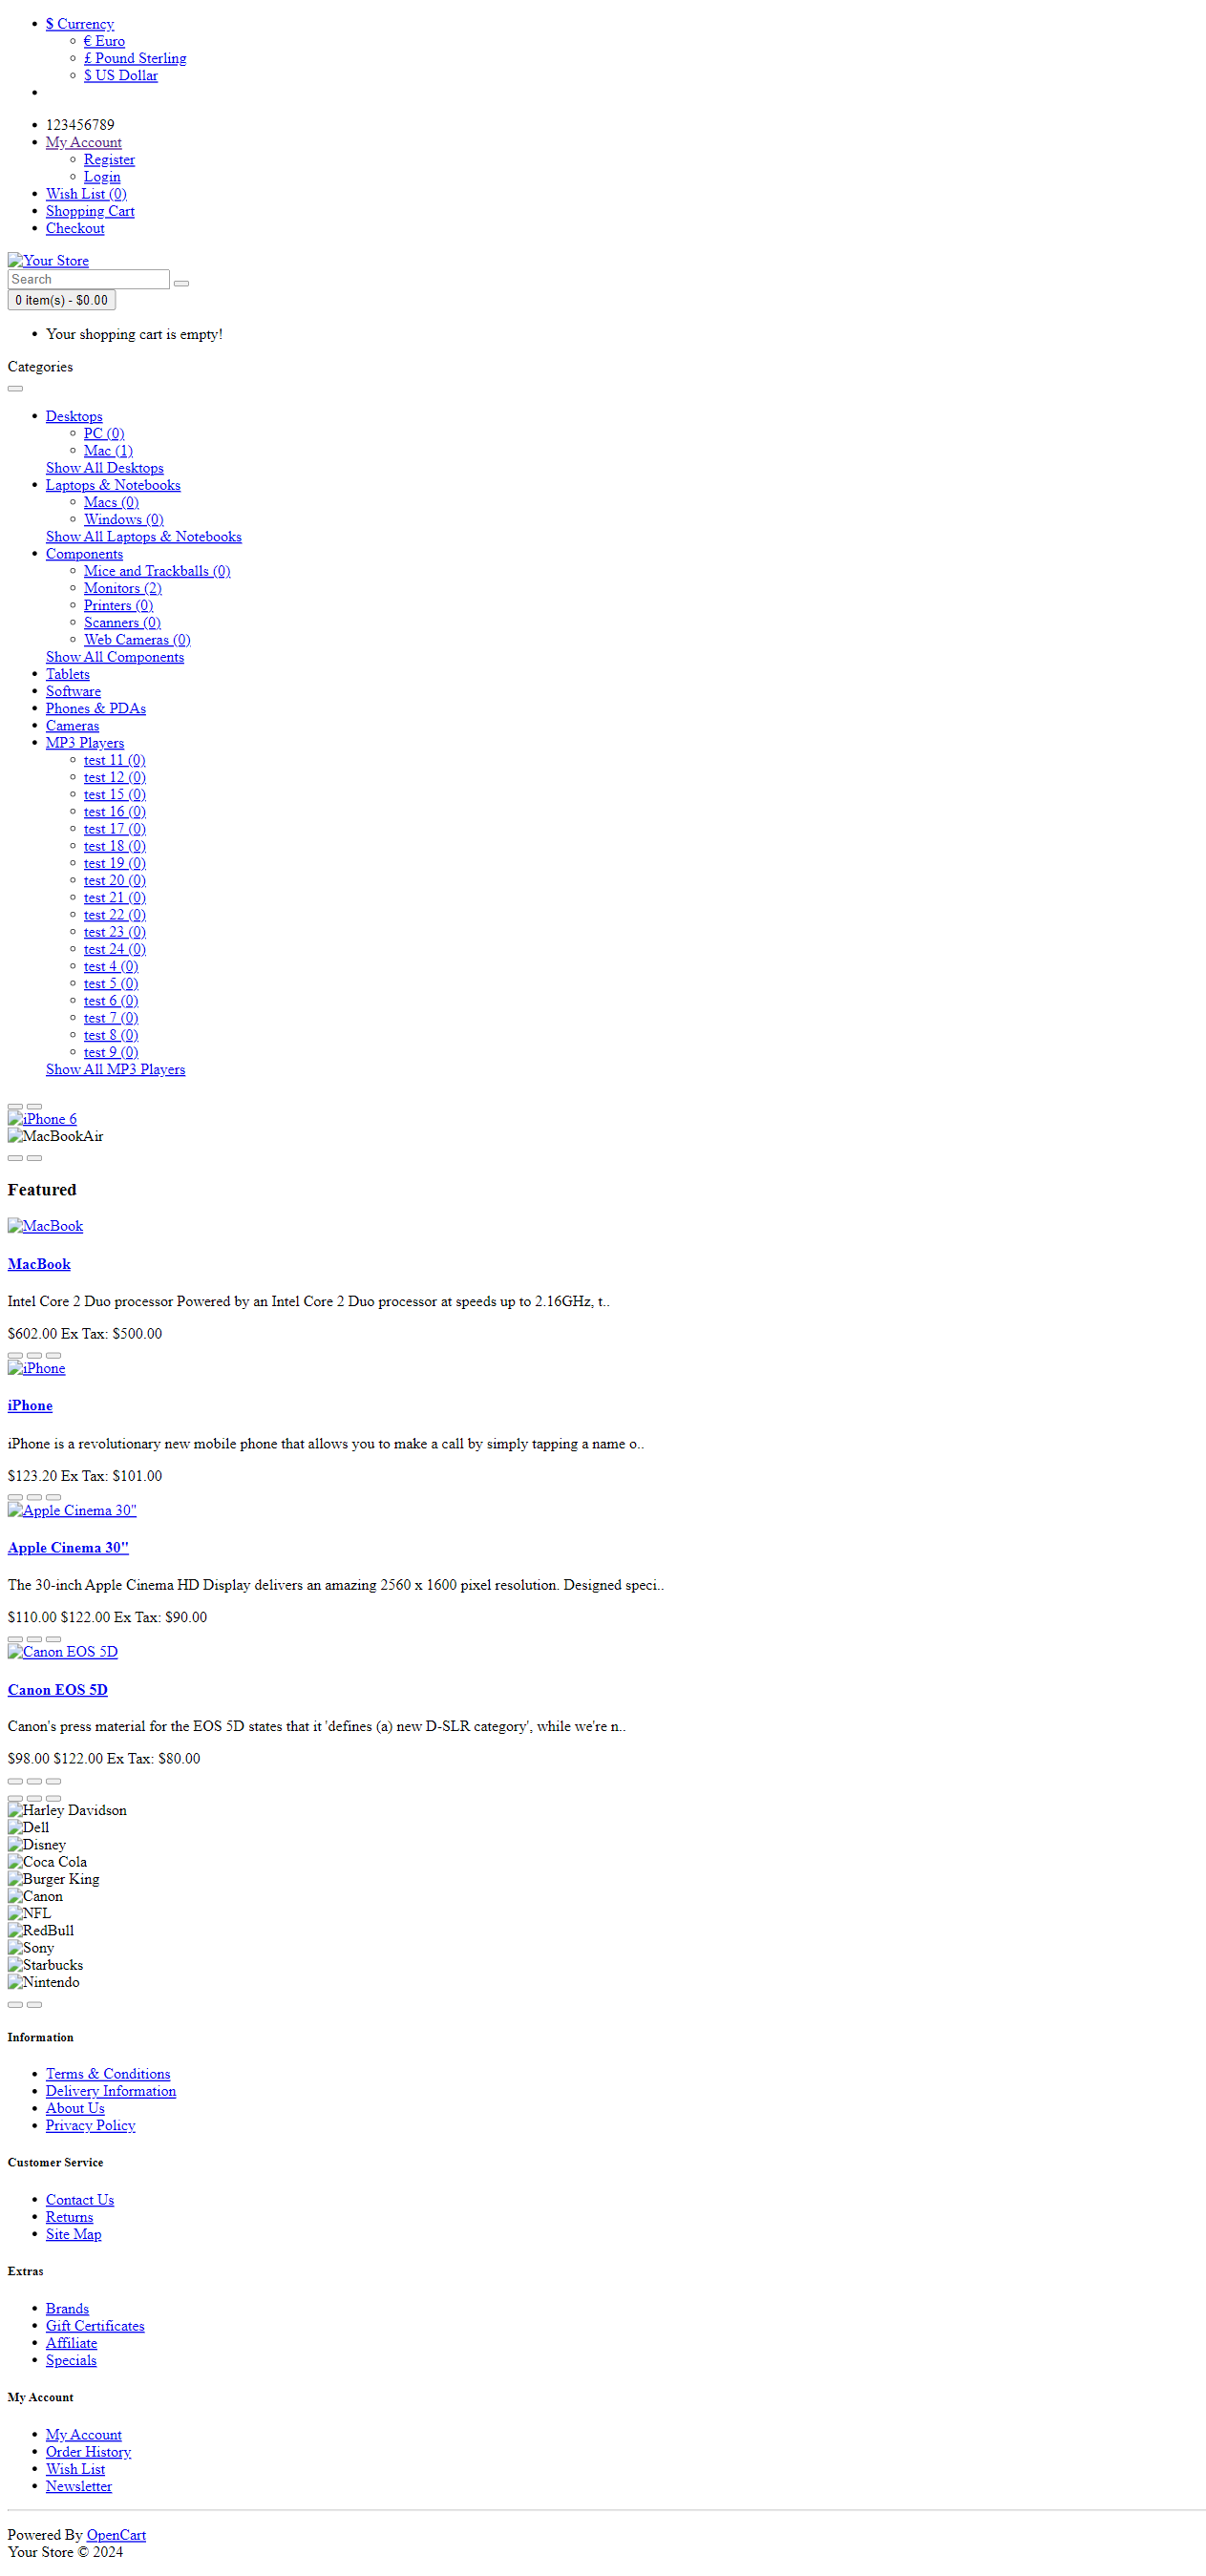 $ Currency
€ Euro
£ Pound Sterling
$ US Dollar
123456789
My Account
Register
Login
Wish List (0)
Shopping Cart
Checkout
Your Store
Search
0 item(s) - $0.00
Your shopping cart is empty!
Categories
Desktops
PC (0)
Mac (1)
Show All Desktops
Laptops & Notebooks
Macs (0)
Windows (0)
Show All Laptops & Notebooks
Components
Mice and Trackballs (0)
Monitors (2)
Printers (0)
Scanners (0)
Web Cameras (0)
Show All Components
Tablets
Software
Phones & PDAs
Cameras
MP3 Players
test 11 (0)
test 12 (0)
test 15 (0)
test 16 (0)
test 17 (0)
test 18 (0)
test 19 (0)
test 20 (0)
test 21 (0)
test 22 (0)
test 23 (0)
test 24 (0)
test 4 (0)
test 5 (0)
test 6 (0)
test 7 (0)
test 8 (0)
test 9 (0)
Show All MP3 Players
iPhone 6
MacBookAir
Featured
MacBook
MacBook
Intel Core 2 Duo processor Powered by an Intel Core 2 Duo processor at speeds up to 2.16GHz, t..
$602.00 Ex Tax: $500.00
iPhone
iPhone
iPhone is a revolutionary new mobile phone that allows you to make a call by simply tapping a name o..
$123.20 Ex Tax: $101.00
Apple Cinema 30"
Apple Cinema 30"
The 30-inch Apple Cinema HD Display delivers an amazing 2560 x 1600 pixel resolution. Designed speci..
$110.00 $122.00 Ex Tax: $90.00
Canon EOS 5D
Canon EOS 5D
Canon's press material for the EOS 5D states that it 'defines (a) new D-SLR category', while we're n..
$98.00 $122.00 Ex Tax: $80.00
Harley Davidson
Dell
Disney
Coca Cola
Burger King
Canon
NFL
RedBull
Sony
Starbucks
Nintendo
Information
Terms & Conditions
Delivery Information
About Us
Privacy Policy
Customer Service
Contact Us
Returns
Site Map
Extras
Brands
Gift Certificates
Affiliate
Specials
My Account
My Account
Order History
Wish List
Newsletter
Powered By OpenCart
Your Store © 2024